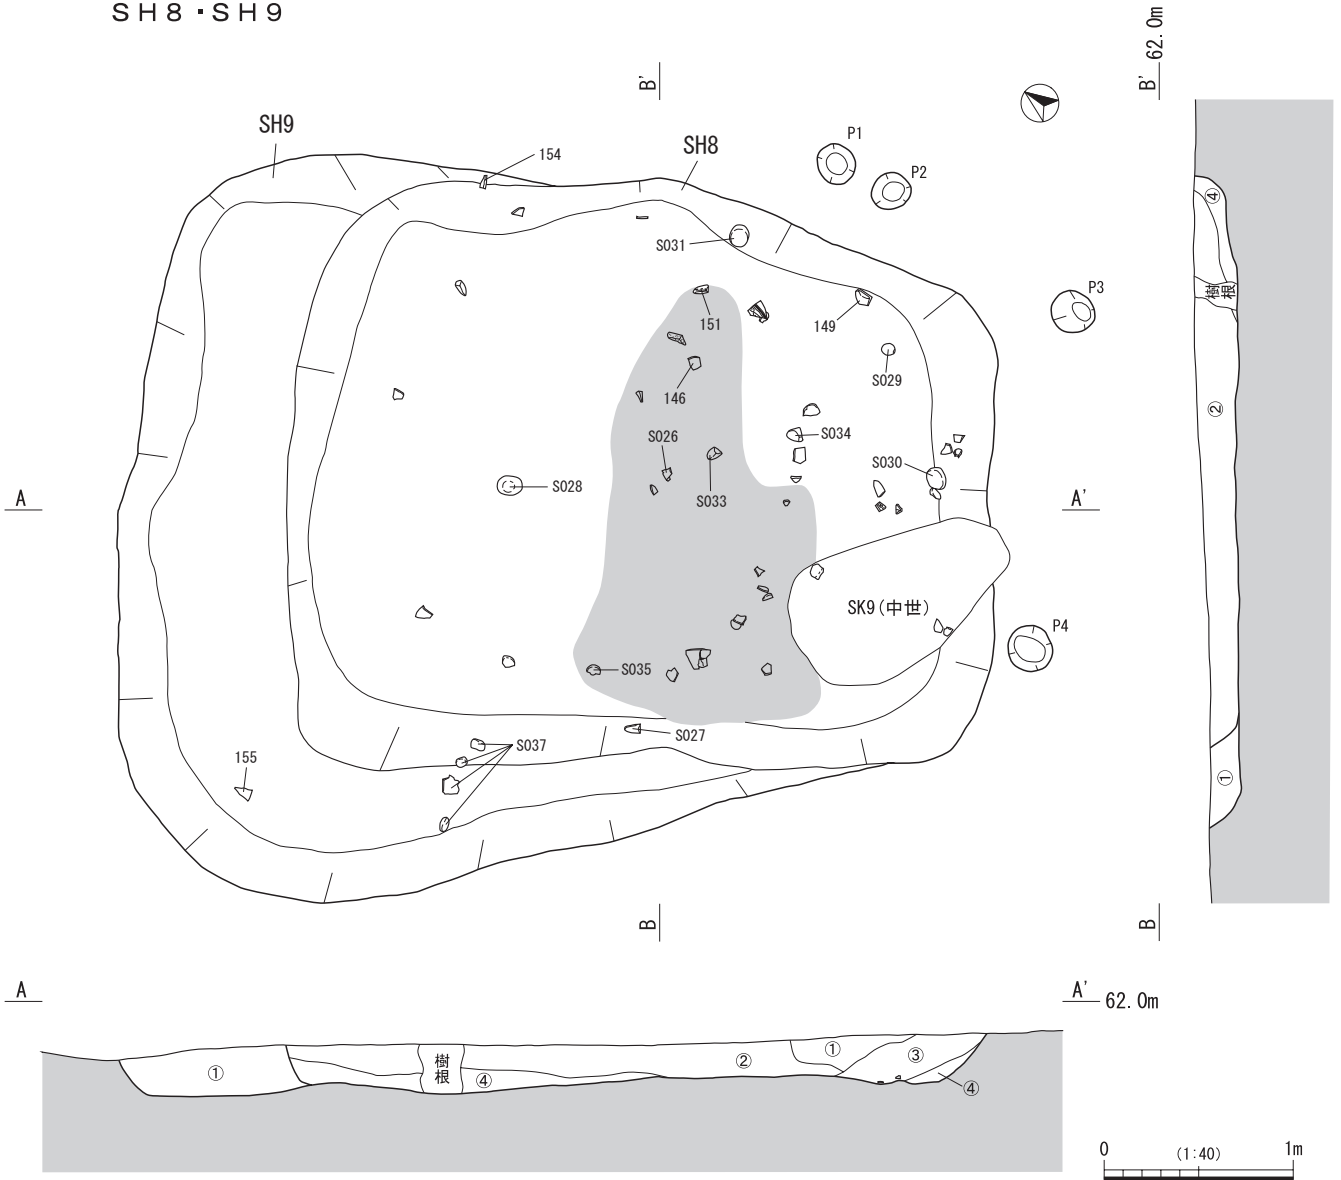 ＳＨ８・ＳＨ９
B'
62.0m
B'
SH9
SH8
P1
154
P2
④
S031
樹根
P3
151
149
S029
146
②
S026
S034
S030
A
S028
S033
A'
SK9(中世)
P4
S035
S027
S037
155
①
B
B
A
A'
62.0m
①
樹根
④
②
①
③
④
0
(1:40)
1m